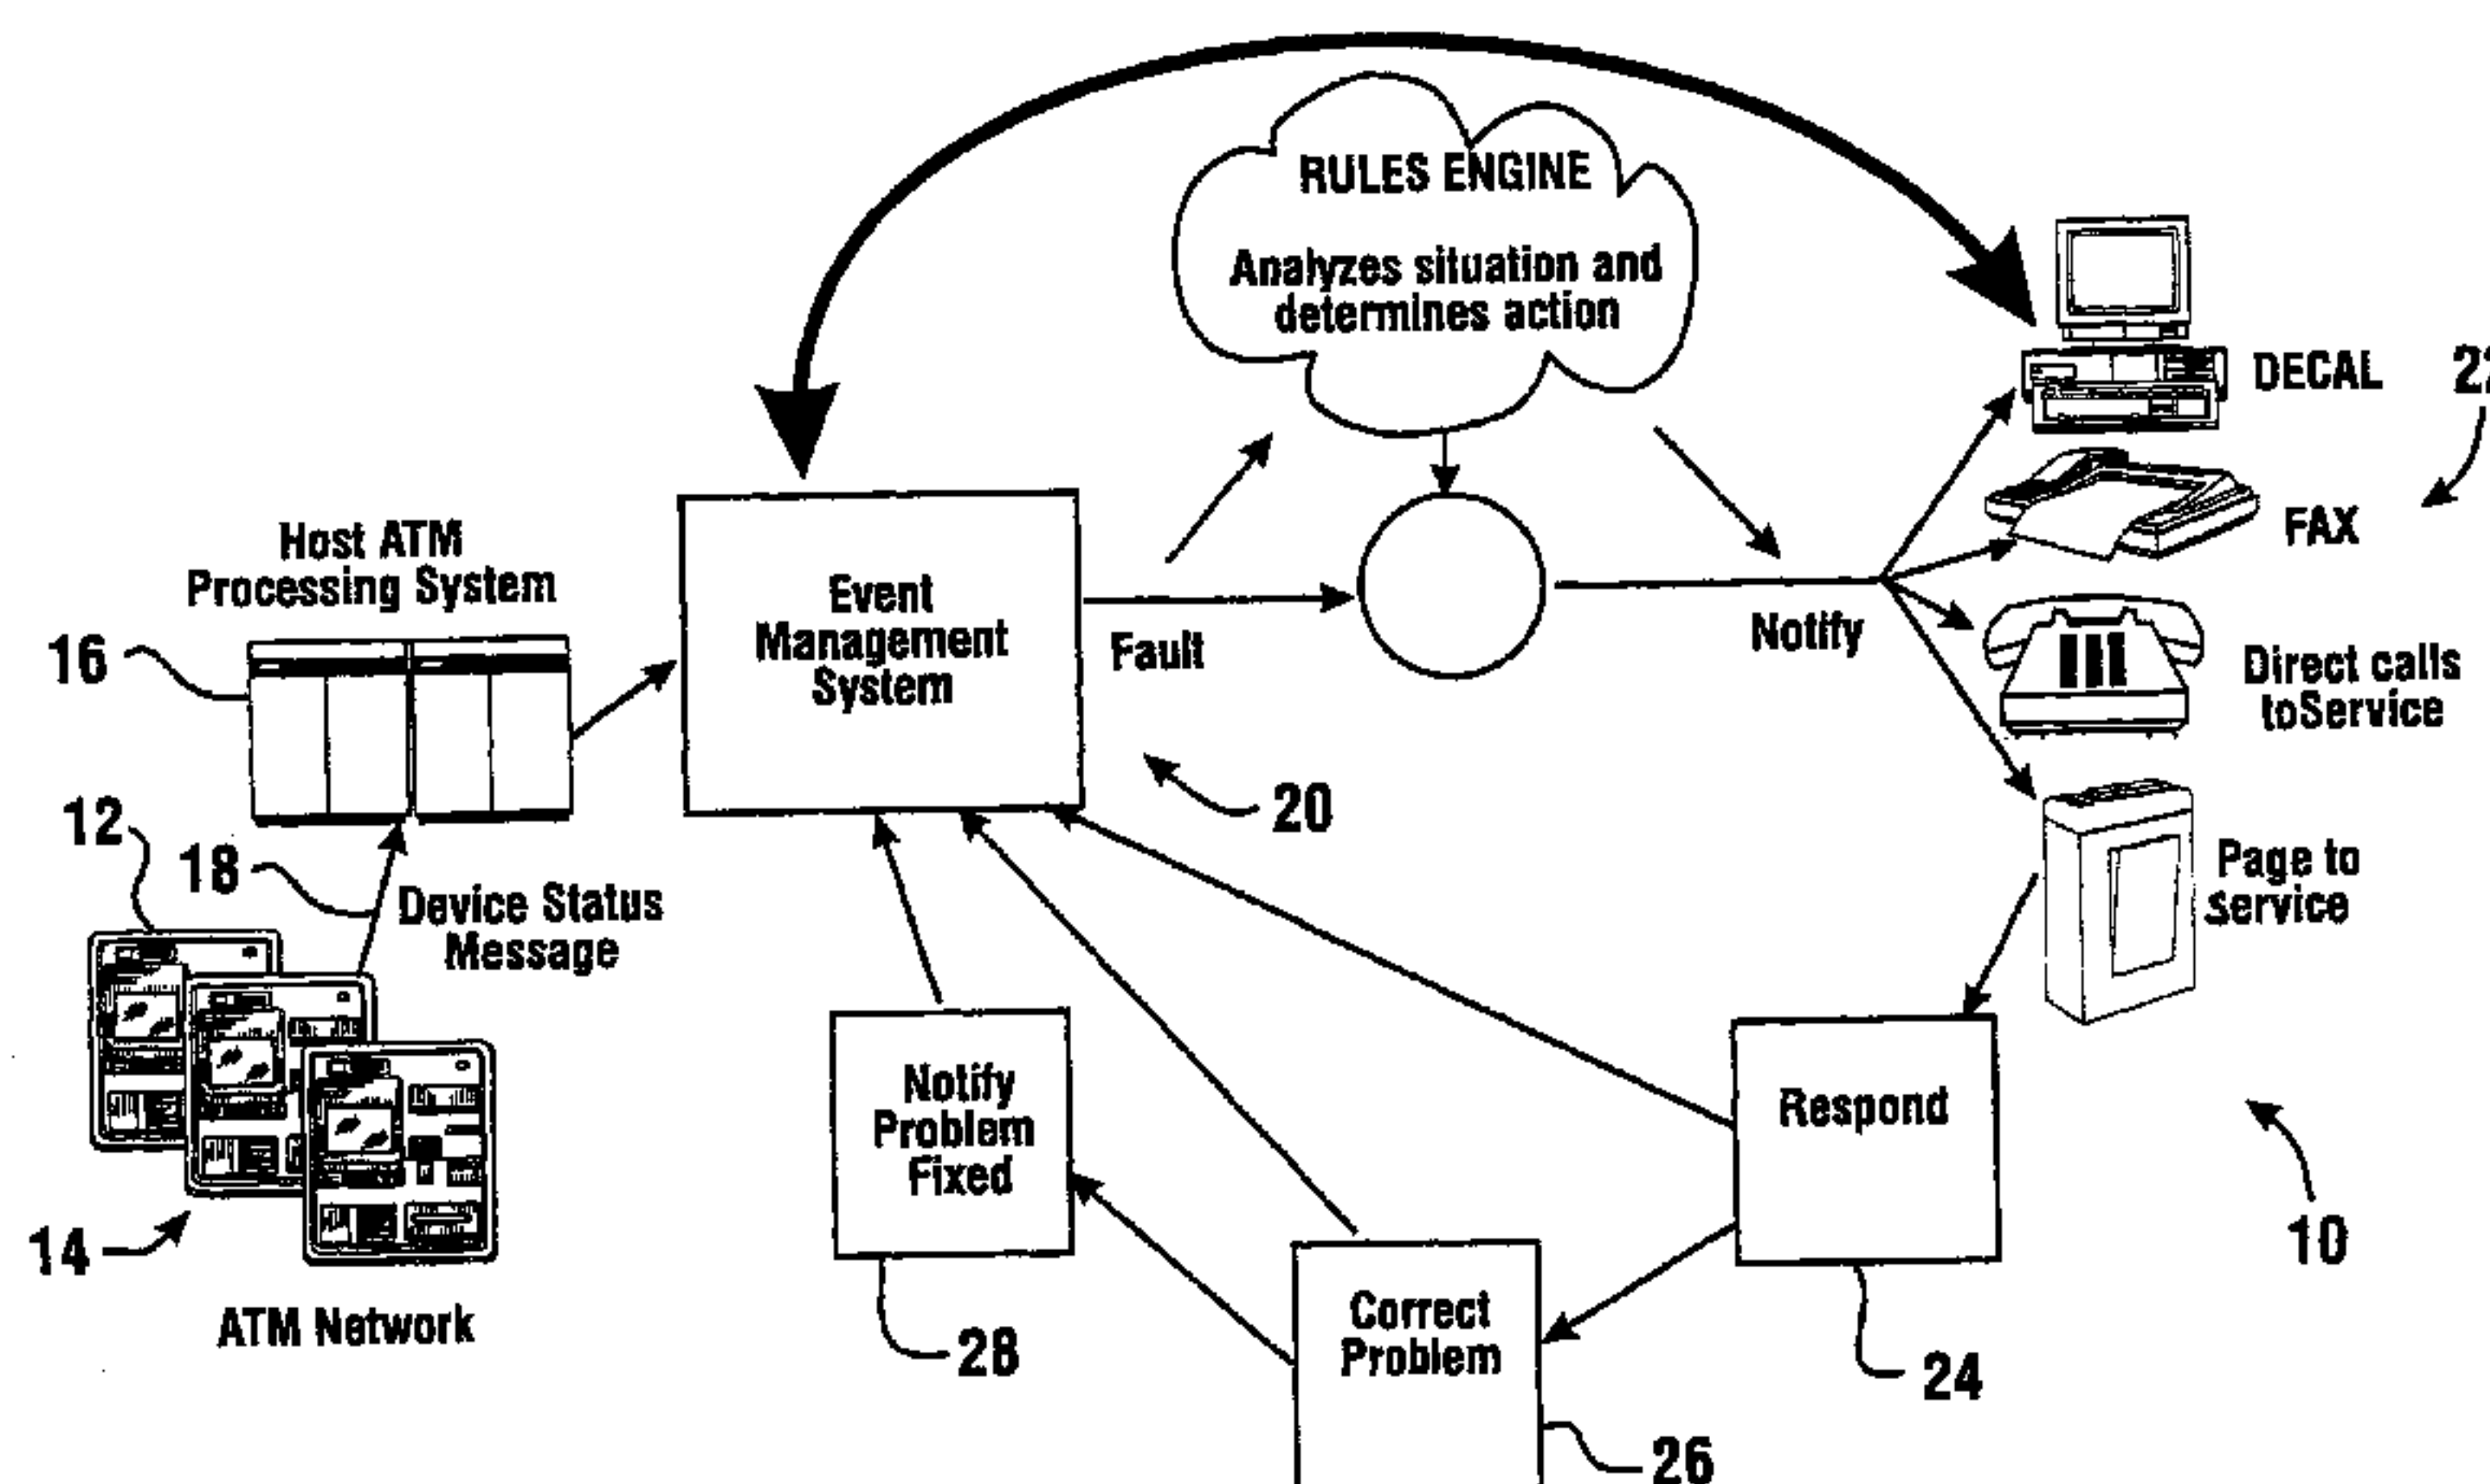 RULES ENGINE
Analyzes situation and
determines action
DECAL
22
FAX
Host ATM
Processing System
16
Event
Management
System
Fault
Notify
Direct calls
toService
20
12
18
Device Status
Message
Page to
service
Notify
Problem
Fixed
Respond
10
14
ATM Network
28
Correct
Problem
24
26